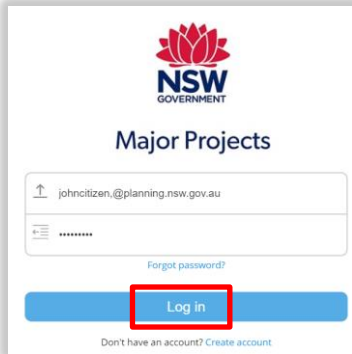 NSW
GOVERNMENT
Major Projects
johncitizen,@planning.nsw.gov.au
•••••••••
Forgot password?
Log in
Don't have an account? Create account